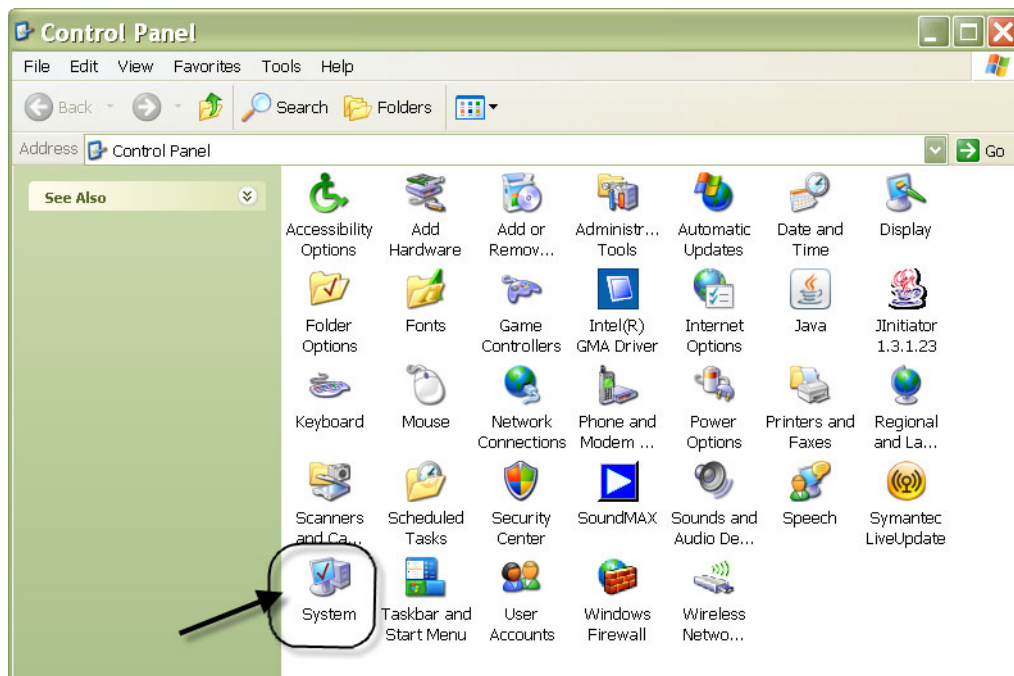 Control Panel
File Edit View Favorites Tools Help
Back Search Folders
Address Control Panel Go
See Also
Accessibility Options
Add Hardware
Add or Remov...
Administr... Tools
Automatic Updates
Date and Time
Display
Folder Options
Fonts
Game Controllers
Intel(R) GMA Driver
Internet Options
Java
JInitiator 1.3.1.23
Keyboard
Mouse
Network Connections
Phone and Modem ...
Power Options
Printers and Faxes
Regional and La...
Scanners and Ca...
Scheduled Tasks
Security Center
SoundMAX
Sounds and Audio De...
Speech
Symantec LiveUpdate
System
Taskbar and Start Menu
User Accounts
Windows Firewall
Wireless Netwo...